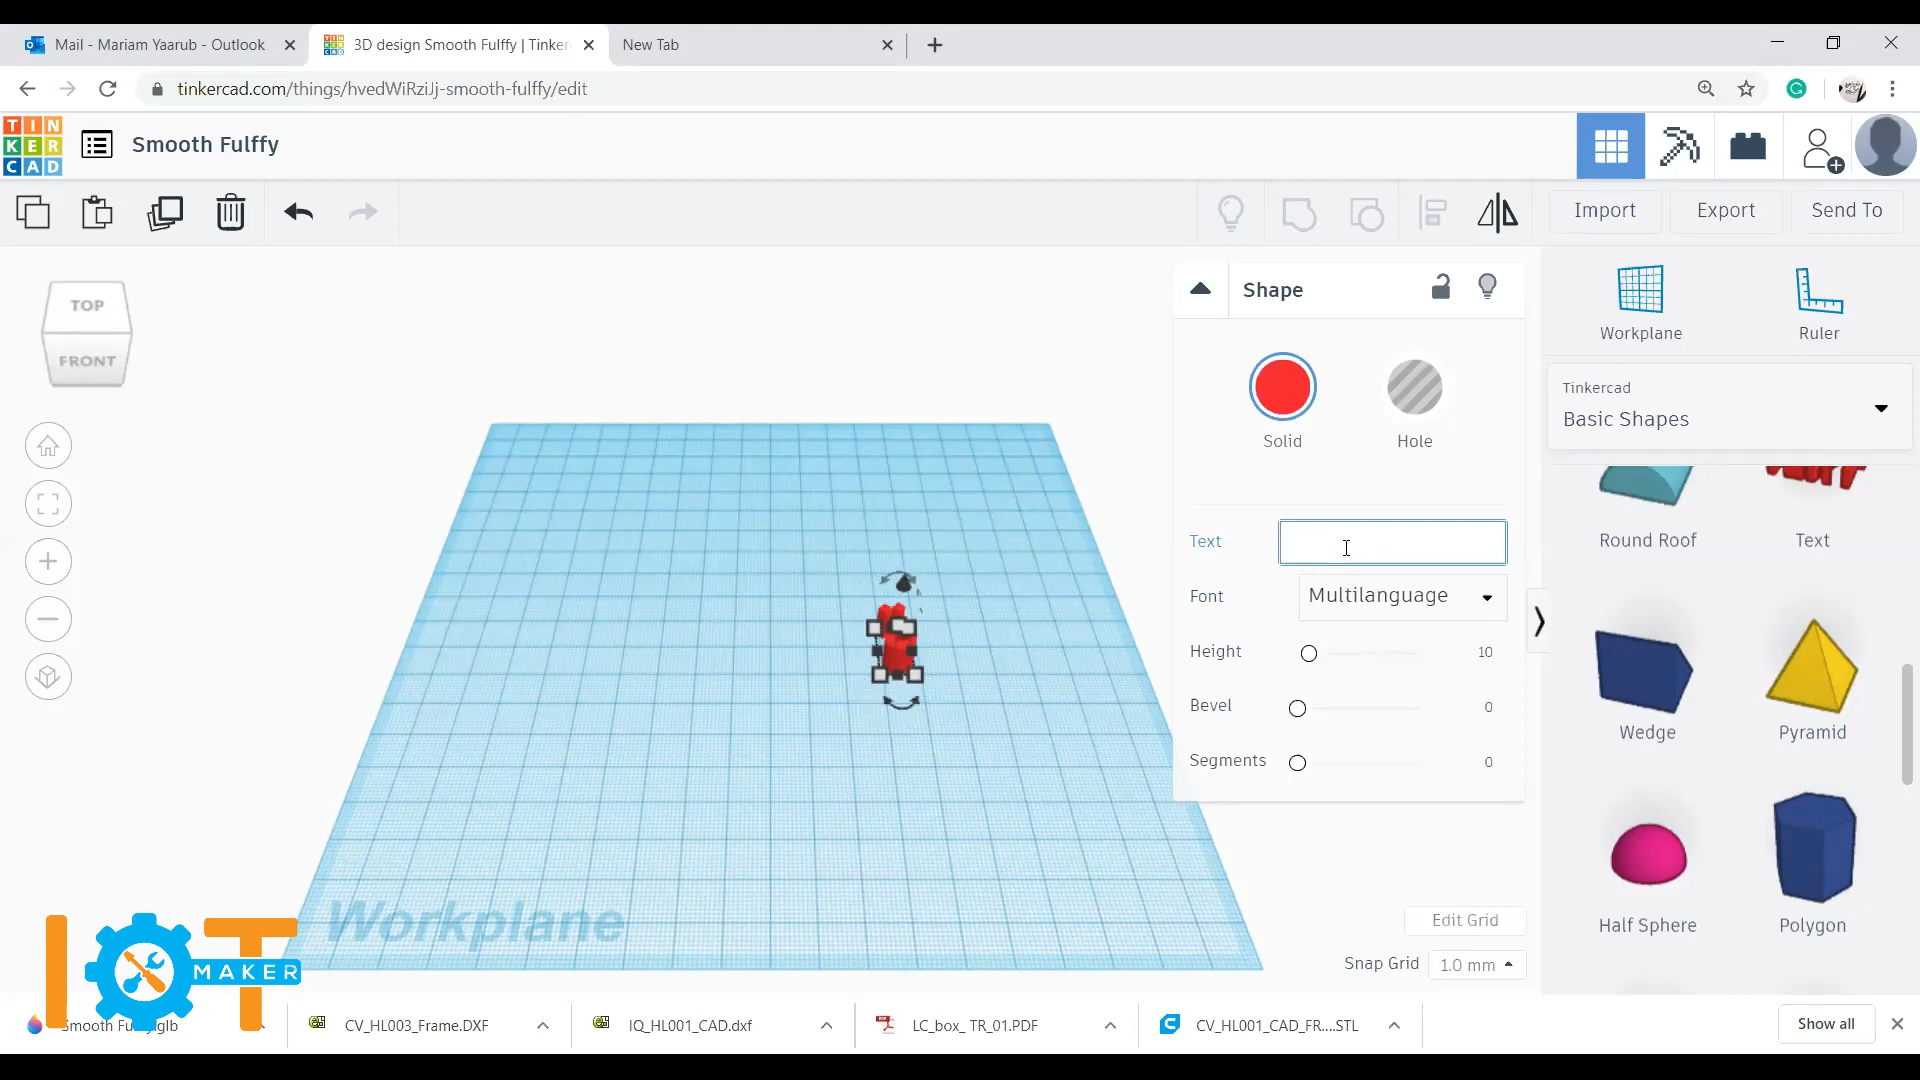 Mail - Mariam Yaarub - Outlook
3D design Smooth Fulffy | Tinker
New Tab
tinkercad.com/things/hvedWiRziJj-smooth-fulffy/edit
TIN
KER
CAD
Smooth Fulffy
Import
Export
Send To
TOP
FRONT
Shape
Solid
Hole
Text
Font
Multilanguage
Height
10
Bevel
0
Segments
0
Workplane
Ruler
Tinkercad
Basic Shapes
Round Roof
Text
Wedge
Pyramid
Half Sphere
Polygon
Workplane
Edit Grid
Snap Grid
1.0 mm
IoT
MAKER
CV_HL003_Frame.DXF
IQ_HL001_CAD.dxf
LC_box_ TR_01.PDF
CV_HL001_CAD_FR....STL
Show all